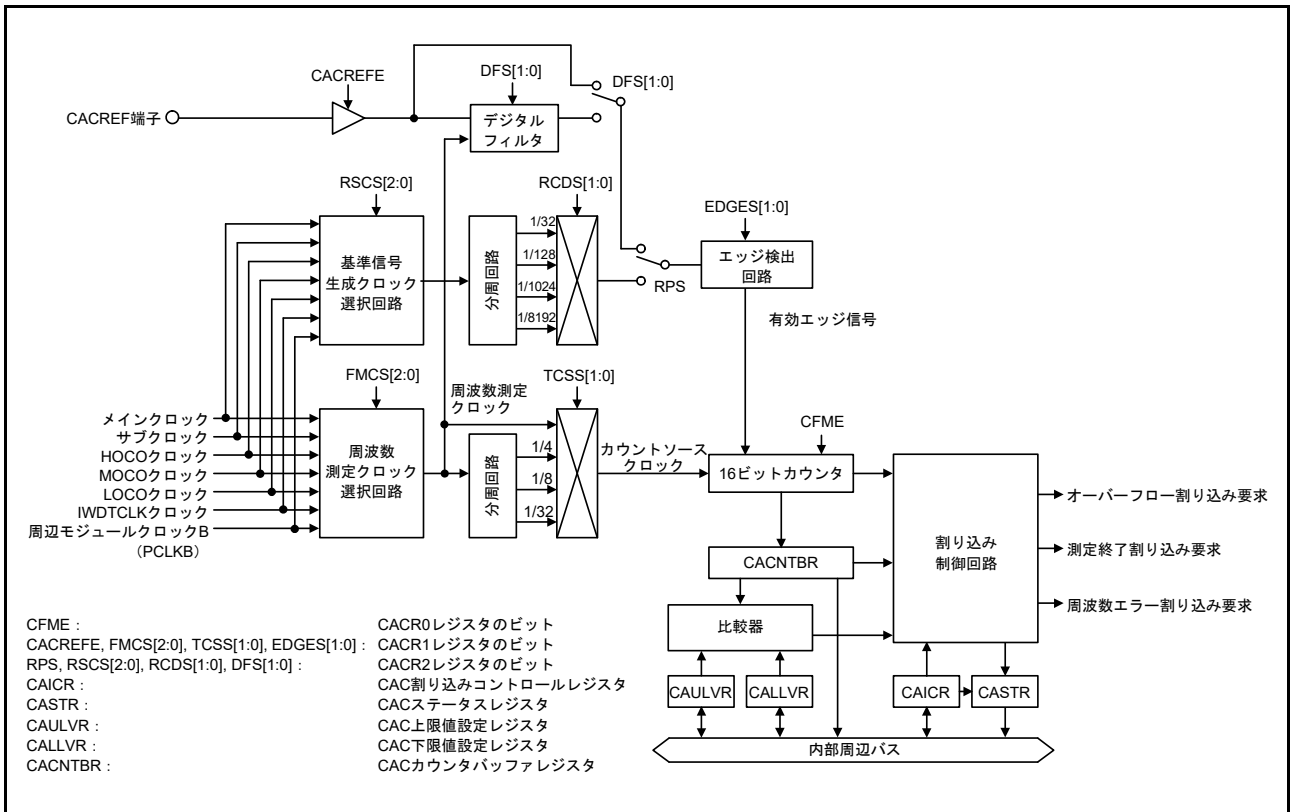 CACREFE
DFS[1:0]
DFS[1:0]
CACREF端子
デジタル
フィルタ
RSCS[2:0]
RCDS[1:0]
EDGES[1:0]
基準信号
生成クロック
選択回路
分周回路
1/32
1/128
1/1024
1/8192
RPS
エッジ検出
回路
有効エッジ信号
FMCS[2:0]
周波数測定
クロック
TCSS[1:0]
メインクロック
サブクロック
HOCOクロック
MOCOクロック
LOCOクロック
IWDTCLKクロック
周辺モジュールクロックB
（PCLKB）
周波数
測定クロック
選択回路
分周回路
1/4
1/8
1/32
カウントソース
クロック
CFME
16ビットカウンタ
CACNTBR
比較器
割り込み
制御回路
オーバーフロー割り込み要求
測定終了割り込み要求
周波数エラー割り込み要求
CAULVR
CALLVR
CAICR
CASTR
内部周辺バス
CFME： CACR0レジスタのビット
CACREFE, FMCS[2:0], TCSS[1:0], EDGES[1:0]： CACR1レジスタのビット
RPS, RSCS[2:0], RCDS[1:0], DFS[1:0]： CACR2レジスタのビット
CAICR： CAC割り込みコントロールレジスタ
CASTR： CACステータスレジスタ
CAULVR： CAC上限値設定レジスタ
CALLVR： CAC下限値設定レジスタ
CACNTBR： CACカウンタバッファレジスタ